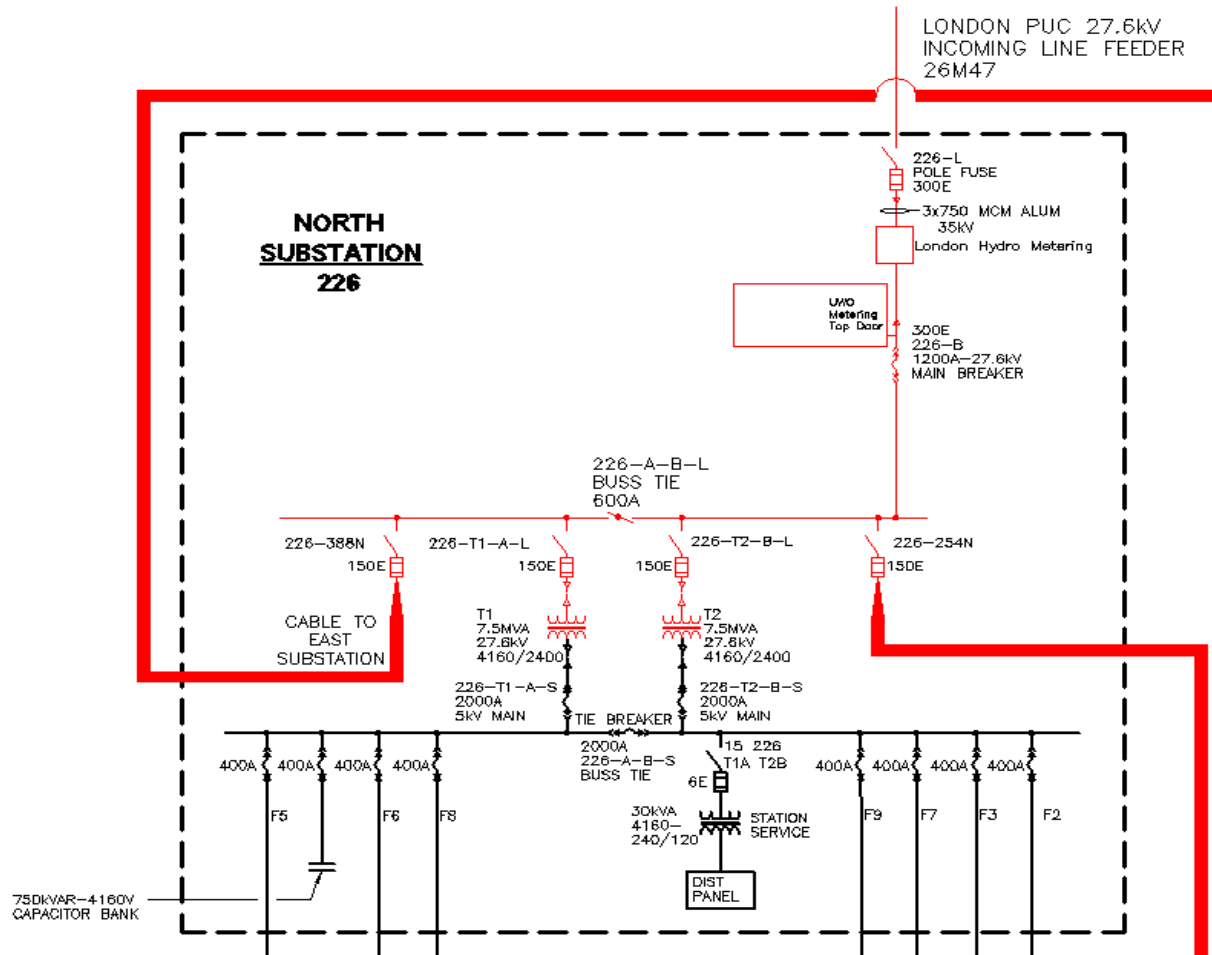 LONDON PUC 27.6kV
INCOMING LINE FEEDER
26M47
226-L
POLE FUSE
300E
3x750 MCM ALUM
35kV
London Hydro Metering
NORTH
SUBSTATION
226
UWO
Metering
Top Door
300E
226-B
1200A-27.6kV
MAIN BREAKER
226-A-B-L
BUSS TIE
600A
226-388N
226-T1-A-L
226-T2-B-L
226-254N
150E
150E
150E
150E
CABLE TO
EAST
SUBSTATION
T1
7.5MVA
27.6kV
4160/2400
T2
7.5MVA
27.6kV
4160/2400
226-T1-A-S
2000A
5kV MAIN
226-T2-B-S
2000A
5kV MAIN
TIE BREAKER
2000A
226-A-B-S
BUSS TIE
15 226
T1A T2B
6E
400A
400A
400A
400A
400A
400A
400A
400A
F5
F6
F8
30kVA
4160-
240/120
STATION
SERVICE
F9
F7
F3
F2
DIST
PANEL
750kVAR-4160V
CAPACITOR BANK